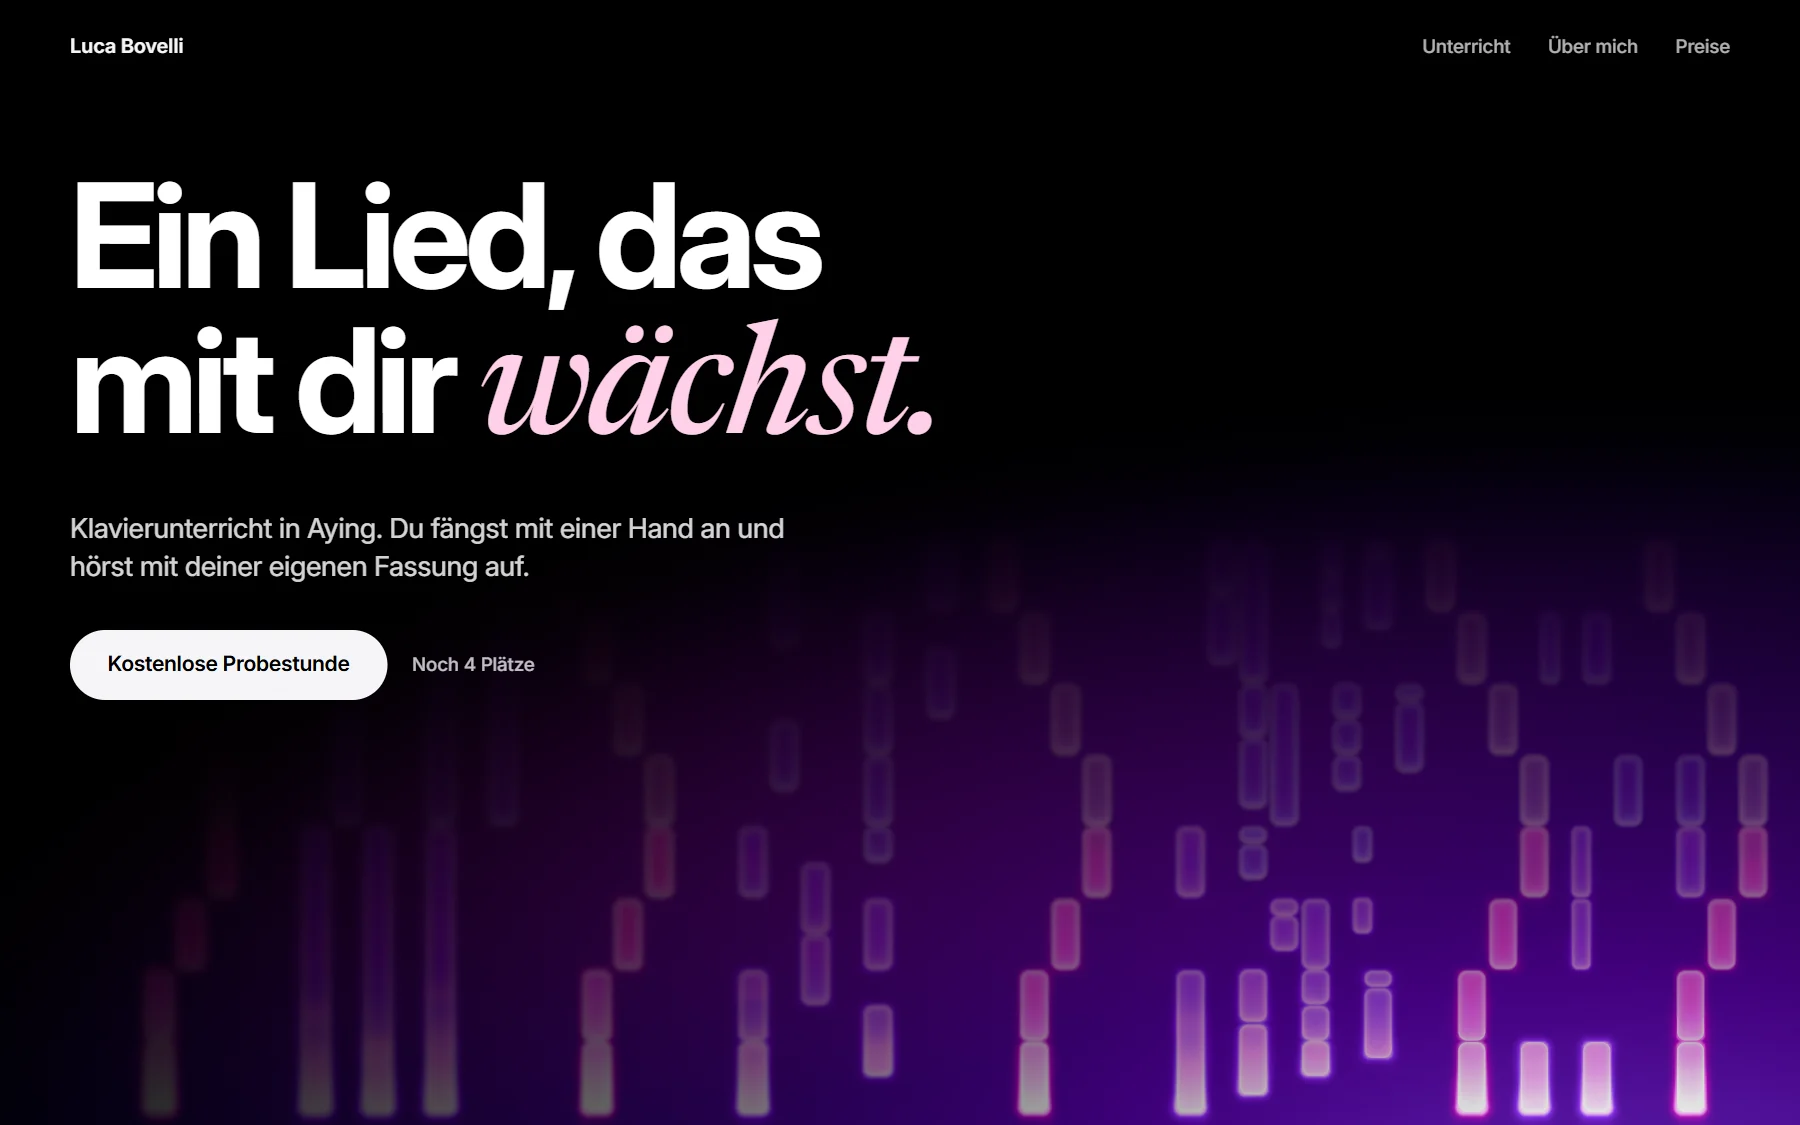 Luca Bovelli
Unterricht Über mich Preise
Ein Lied, das
mit dir wächst.
Klavierunterricht in Aying. Du fängst mit einer Hand an und
hörst mit deiner eigenen Fassung auf.
Kostenlose Probestunde
Noch 4 Plätze